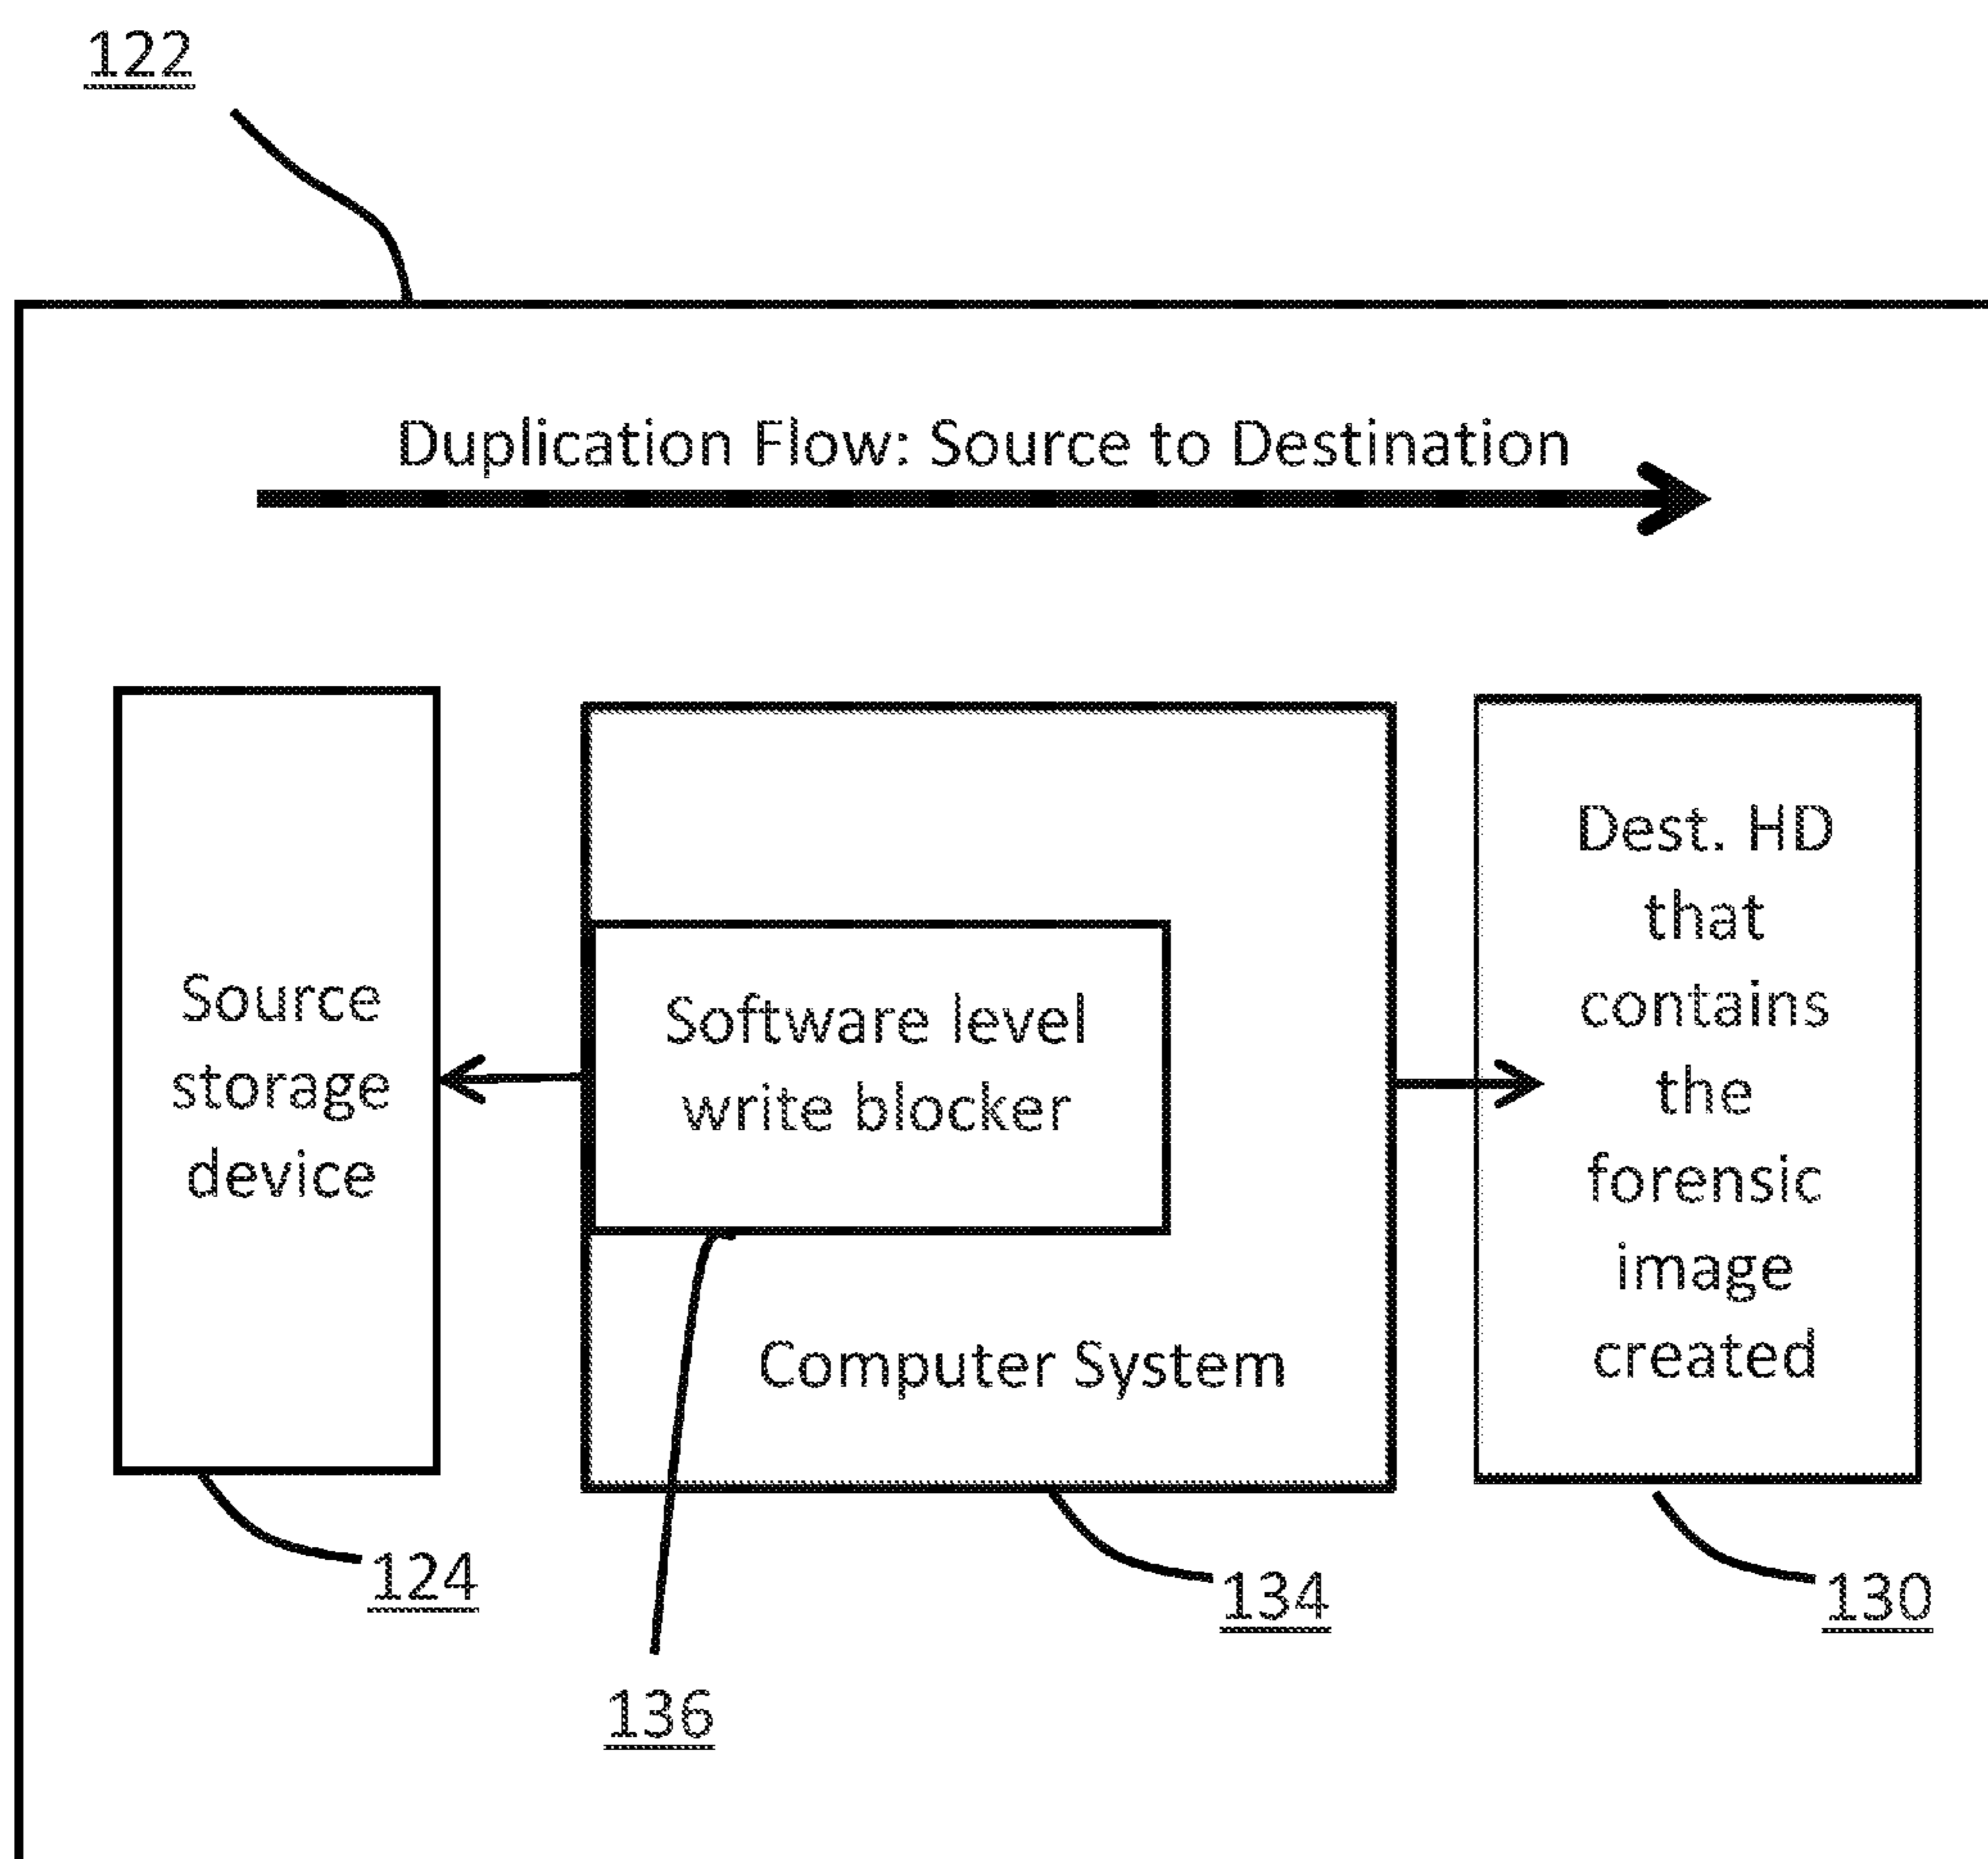 122
Duplication Flow: Source to Destination
Source
storage
device
Software level
write blocker
Computer System
Dest. HD
that
contains
the
forensic
image
created
124
134
130
136